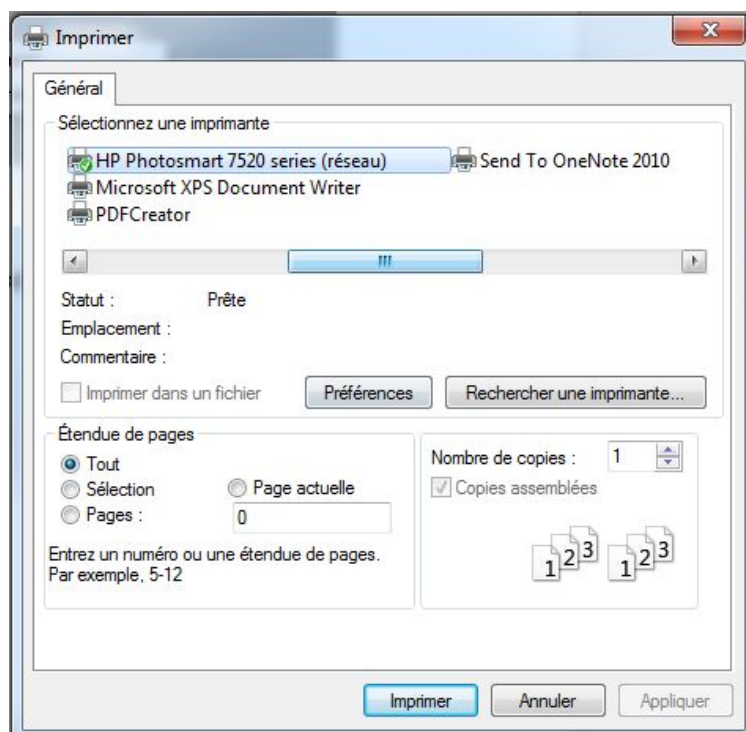 Imprimer
Général
Sélectionnez une imprimante
HP Photosmart 7520 series (réseau) Send To OneNote 2010
Microsoft XPS Document Writer
PDFCreator
Statut : Prête
Emplacement :
Commentaire :
Imprimer dans un fichier Préférences Rechercher une imprimante...
Étendue de pages
Tout
Sélection Page actuelle
Pages : 0
Entrez un numéro ou une étendue de pages.
Par exemple, 5-12
Nombre de copies : 1
Copies assemblées
1 2 3 1 2 3
Imprimer Annuler Appliquer